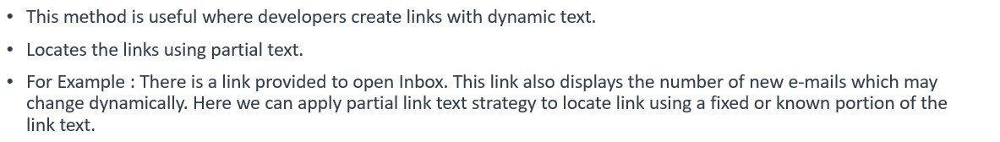 • This method is useful where developers create links with dynamic text.
• Locates the links using partial text.
• For Example : There is a link provided to open Inbox. This link also displays the number of new e-mails which may
change dynamically. Here we can apply partial link text strategy to locate link using a fixed or known portion of the
link text.